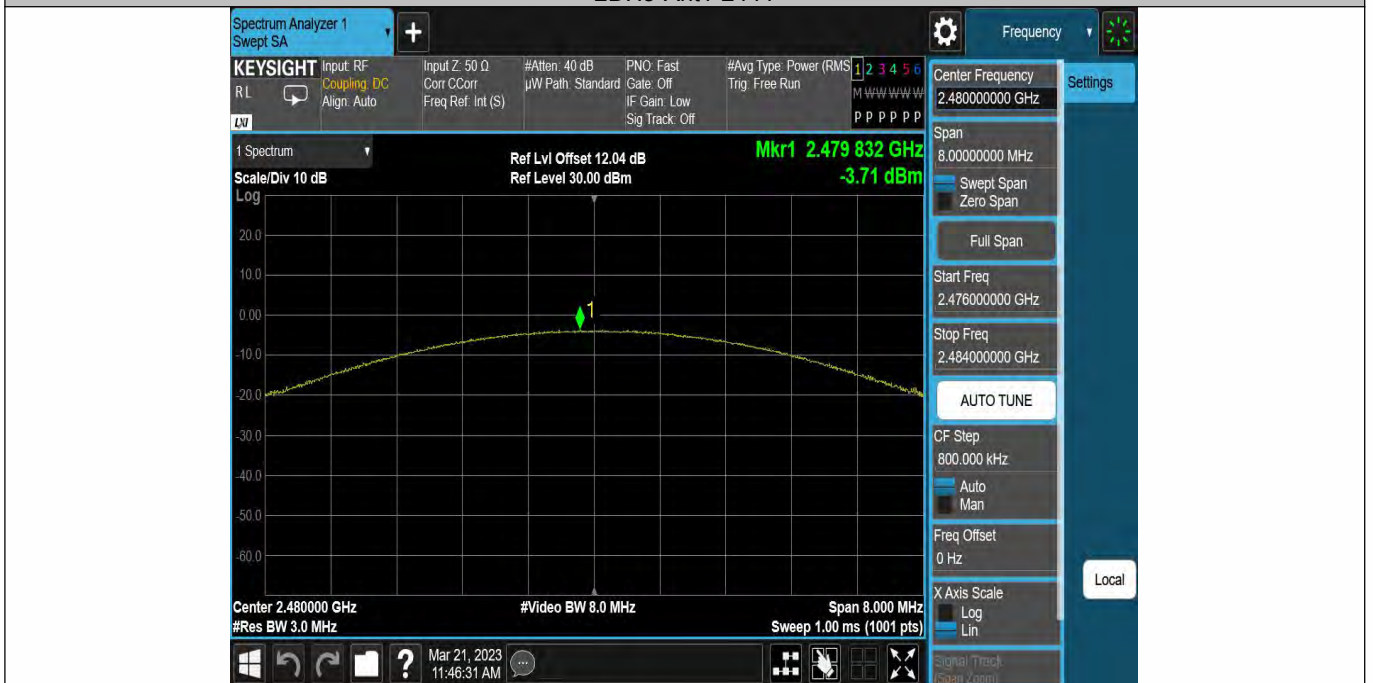 Spectrum Analyzer 1
Swept SA
+
Frequency
KEYSIGHT
RL
LXI
Input: RF
Coupling: DC
Align: Auto
Input Z: 50 Ω
Corr CCorr
Freq Ref: Int (S)
#Atten: 40 dB
µW Path: Standard
PNO: Fast
Gate: Off
IF Gain: Low
Sig Track: Off
#Avg Type: Power (RMS
Trig: Free Run
1 2 3 4 5 6
M W W W W W
P P P P P P
1 Spectrum
Scale/Div 10 dB
Log
Ref Lvl Offset 12.04 dB
Ref Level 30.00 dBm
Mkr1 2.479 832 GHz
-3.71 dBm
20.0
10.0
0.00
-10.0
-20.0
-30.0
-40.0
-50.0
-60.0
1
Center 2.480000 GHz
#Res BW 3.0 MHz
#Video BW 8.0 MHz
Span 8.000 MHz
Sweep 1.00 ms (1001 pts)
Center Frequency
2.480000000 GHz
Settings
Span
8.00000000 MHz
Swept Span
Zero Span
Full Span
Start Freq
2.476000000 GHz
Stop Freq
2.484000000 GHz
AUTO TUNE
CF Step
800.000 kHz
Auto
Man
Freq Offset
0 Hz
X Axis Scale
Log
Lin
Signal Track
(Span Zoom)
Local
?
Mar 21, 2023
11:46:31 AM